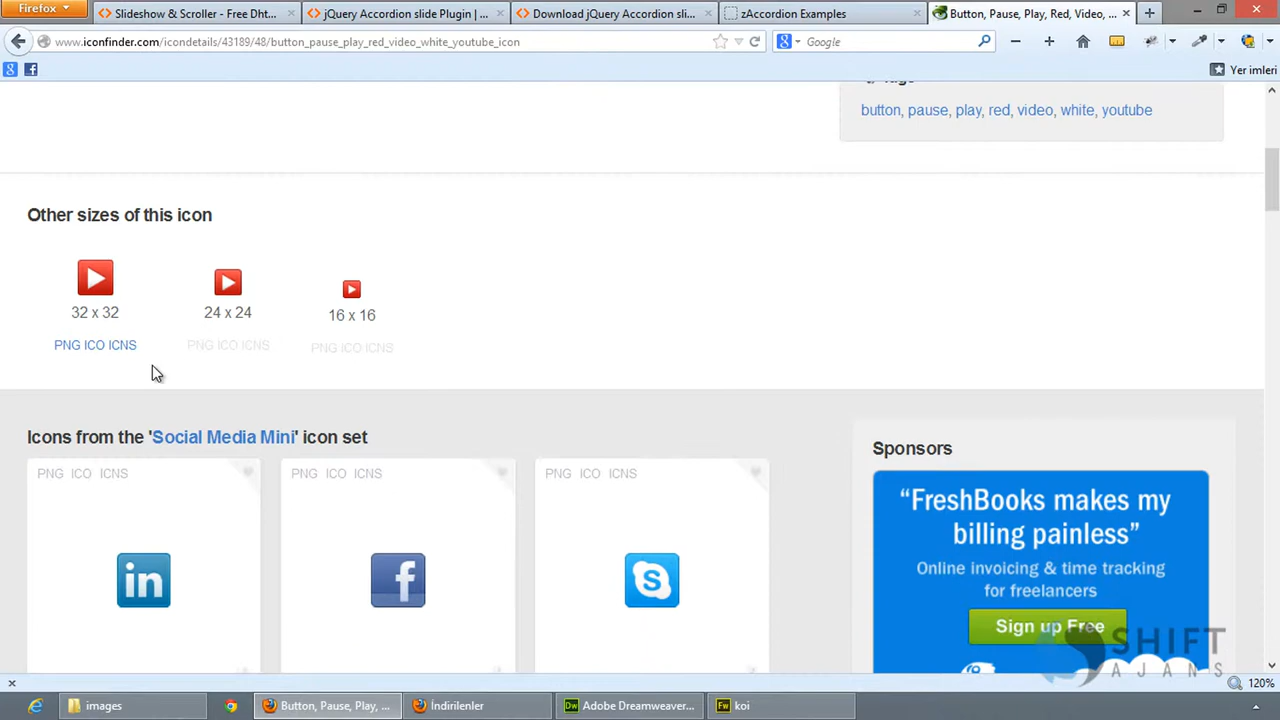 Firefox
Slideshow & Scroller - Free Dht...
jQuery Accordion slide Plugin | ...
Download jQuery Accordion sli...
zAccordion Examples
Button, Pause, Play, Red, Video, ...
www.iconfinder.com/icondetails/43189/48/button_pause_play_red_video_white_youtube_icon
Google
Yer imleri
button, pause, play, red, video, white, youtube
Other sizes of this icon
32 x 32
24 x 24
16 x 16
PNG ICO ICNS
PNG ICO ICNS
PNG ICO ICNS
Icons from the 'Social Media Mini' icon set
Sponsors
PNG ICO ICNS
PNG ICO ICNS
PNG ICO ICNS
in
f
S
“FreshBooks makes my
billing painless”
Online invoicing & time tracking
for freelancers
Sign up Free
SHIFT
AJANS
120%
images
Button, Pause, Play, ...
İndirilenler
Dw Adobe Dreamweaver...
Fw koi